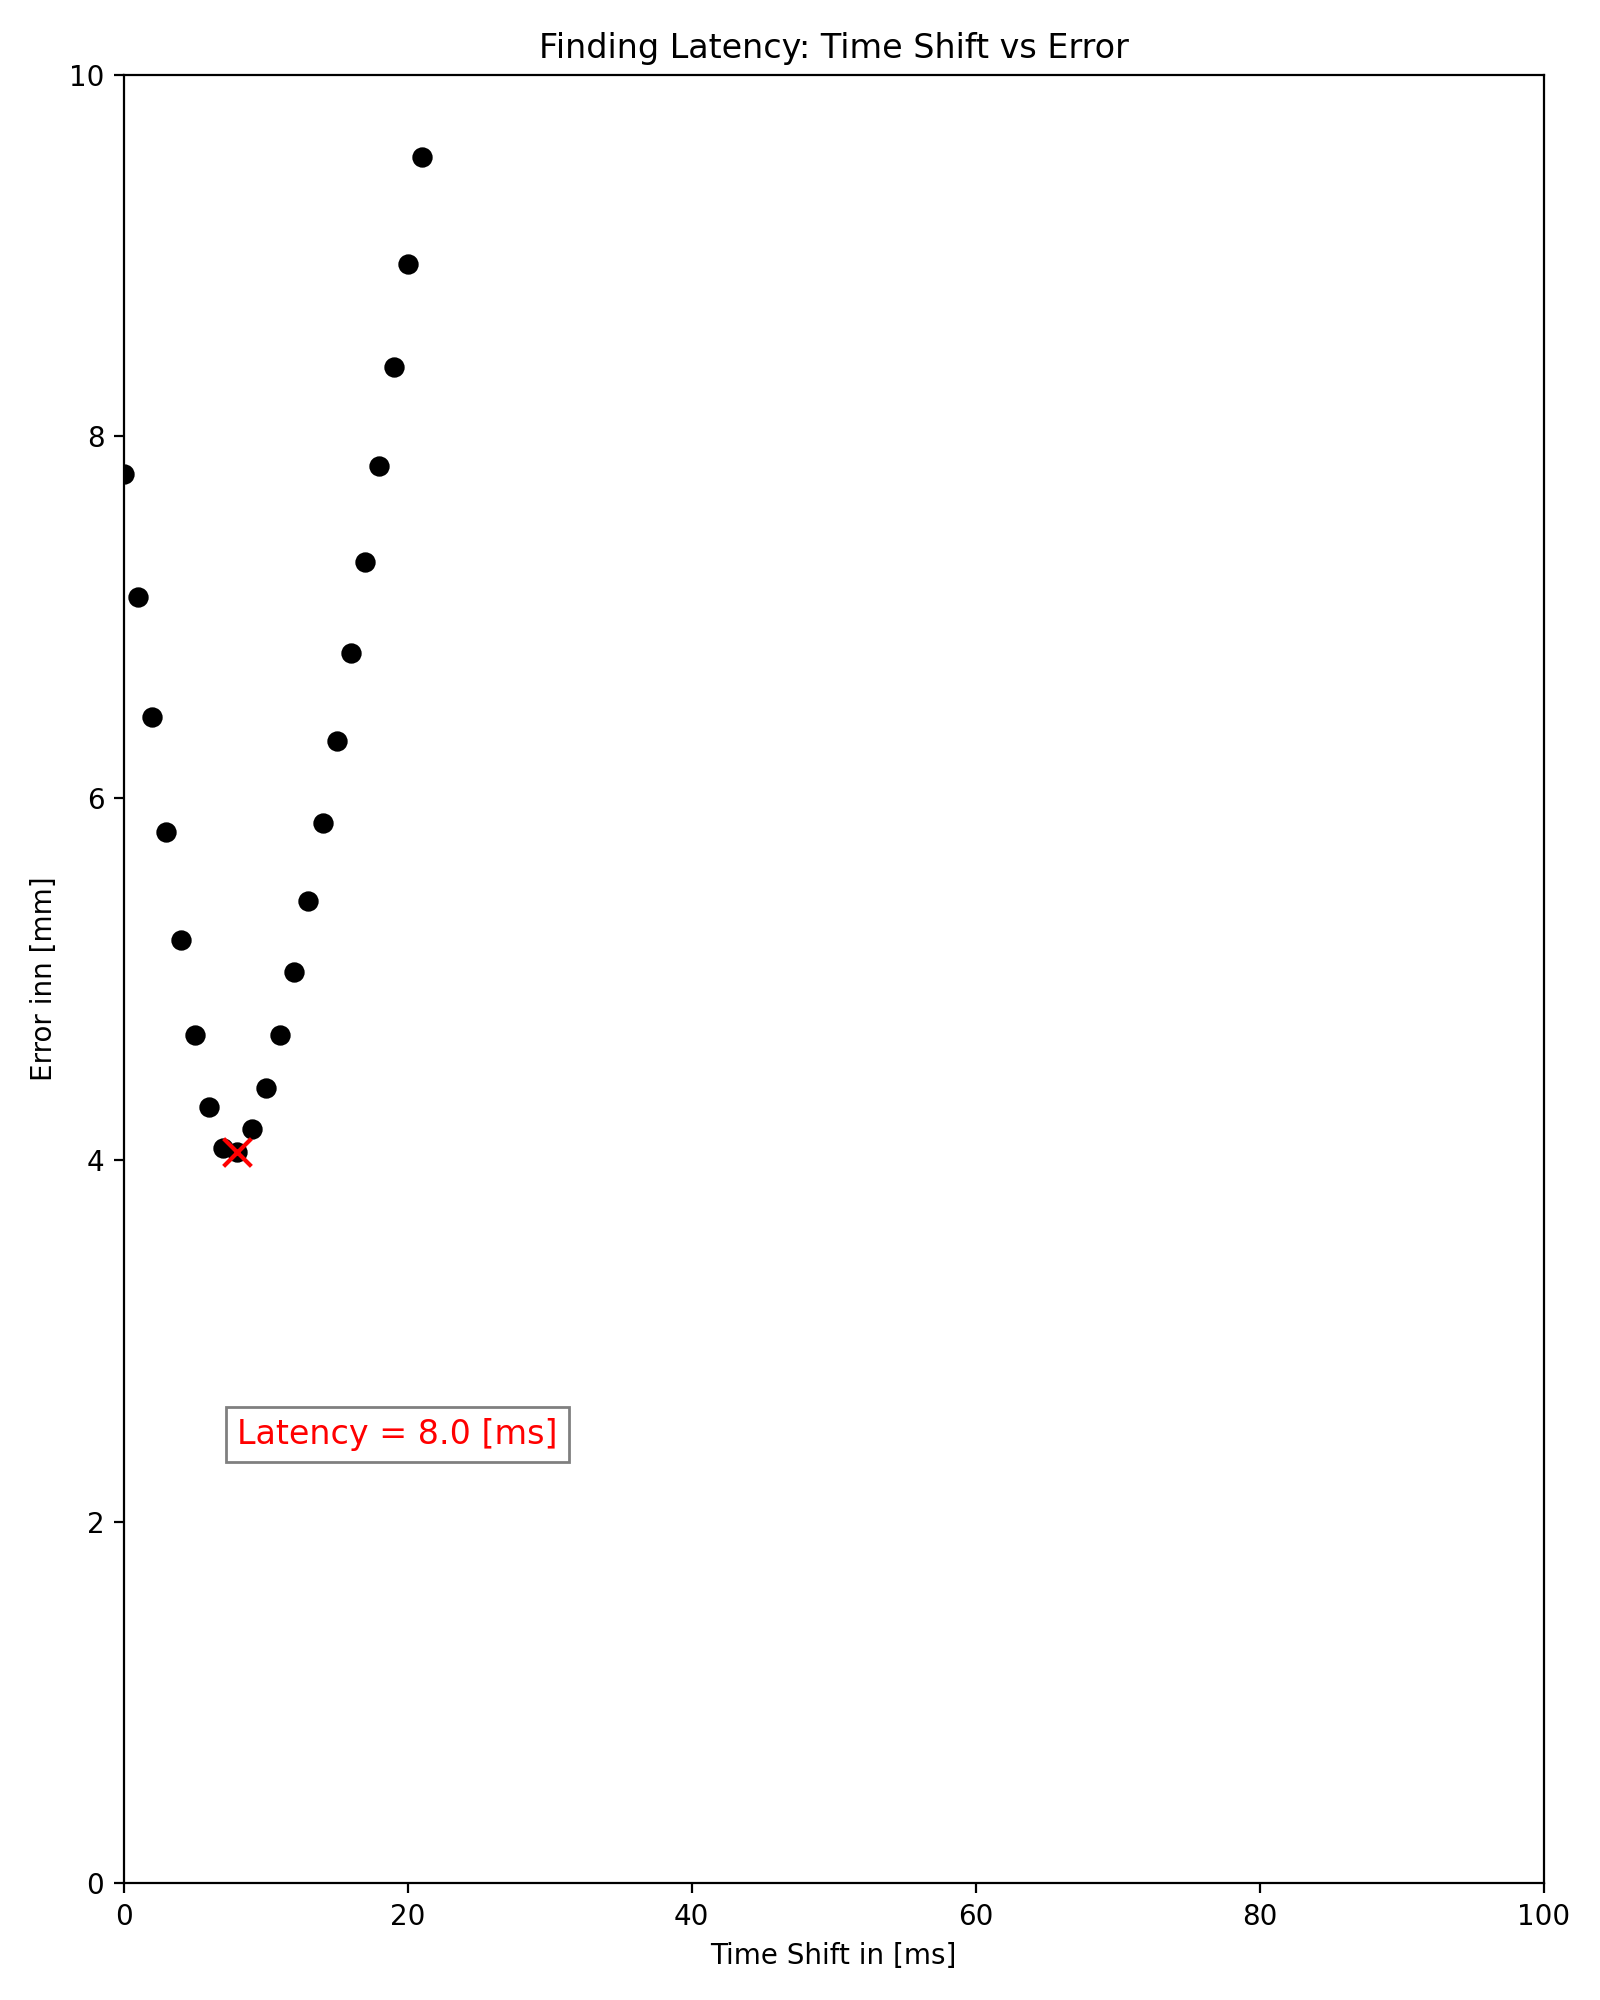 Finding Latency: Time Shift vs Error
10
8
6
4
2
0
Error inn [mm]
Latency = 8.0 [ms]
0 20 40 60 80 100
Time Shift in [ms]